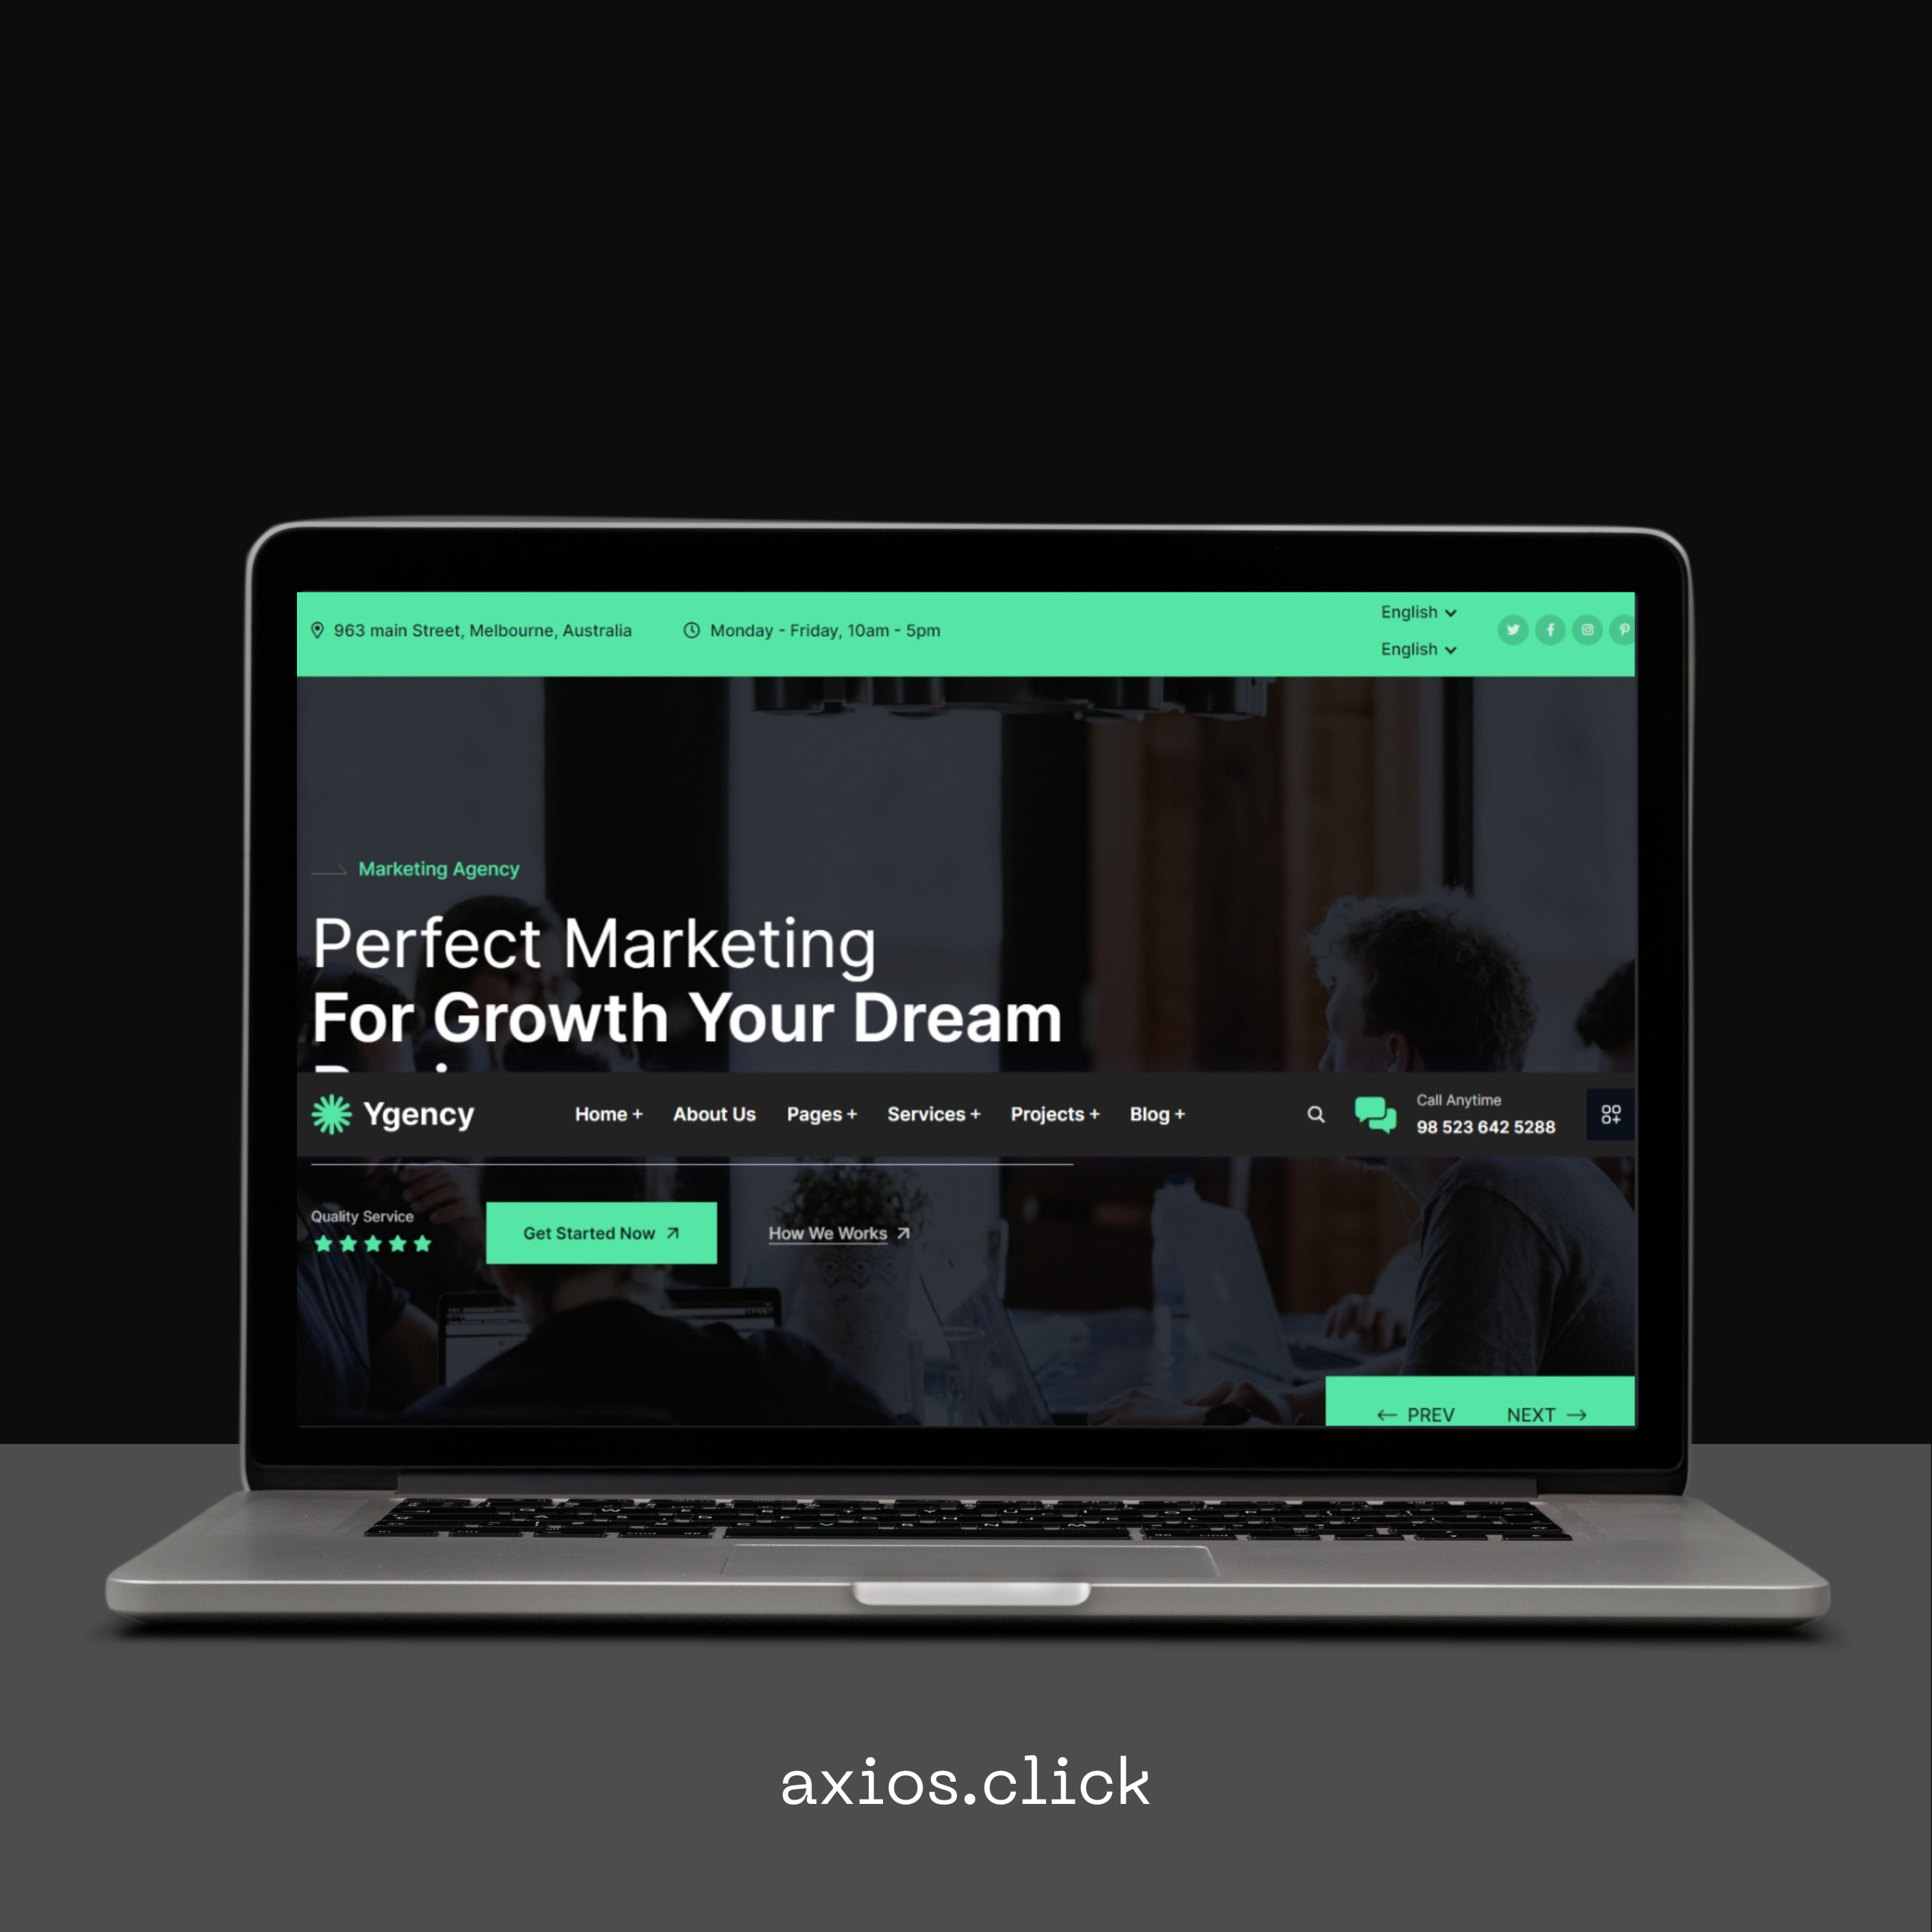 963 main Street, Melbourne, Australia
Monday - Friday, 10am - 5pm
English
English
Marketing Agency
Perfect Marketing
For Growth Your Dream
Ygency
Home +
About Us
Pages +
Services +
Projects +
Blog +
Call Anytime
98 523 642 5288
Quality Service
Get Started Now
How We Works
PREV
NEXT
axios.click